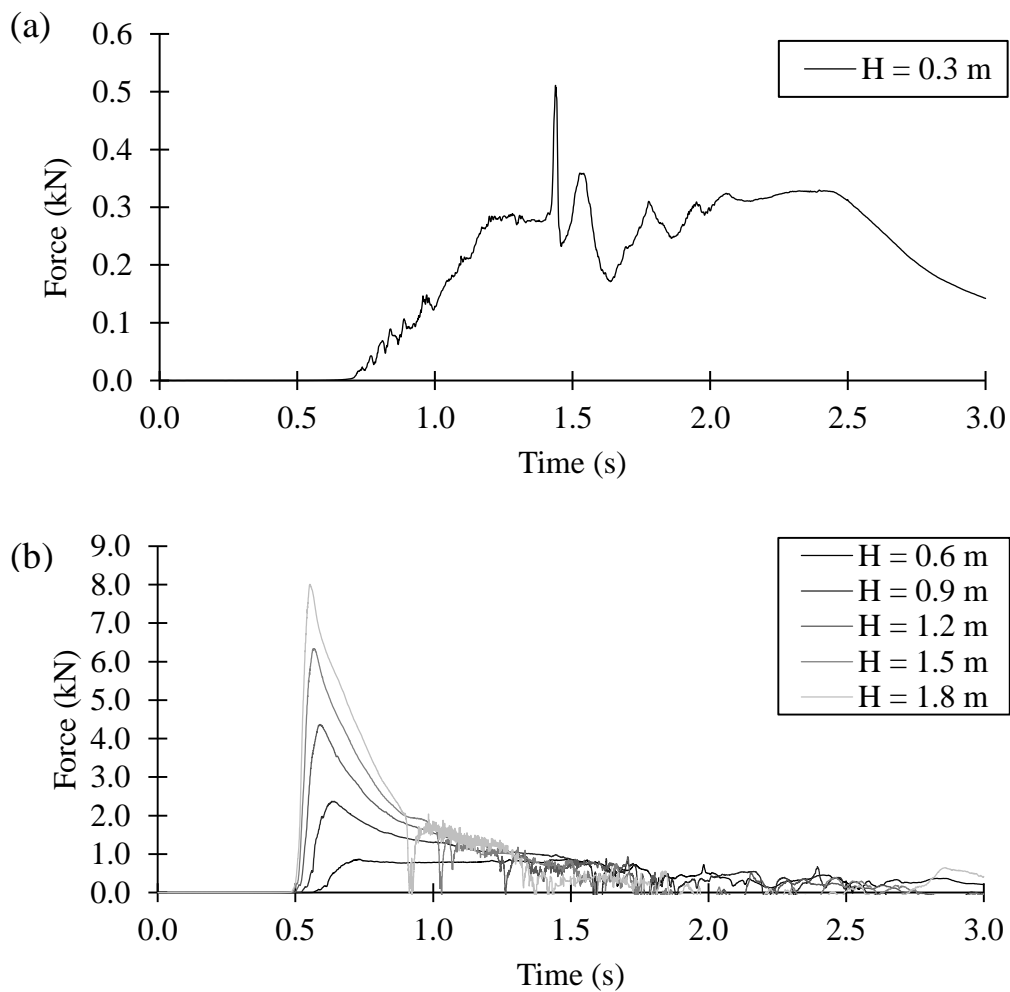 (a)
0.6
0.5
0.4
0.3
0.2
0.1
0.0
Force (kN)
H = 0.3 m
0.0 0.5 1.0 1.5 2.0 2.5 3.0
Time (s)
(b)
9.0
8.0
7.0
6.0
5.0
4.0
3.0
2.0
1.0
0.0
Force (kN)
H = 0.6 m
H = 0.9 m
H = 1.2 m
H = 1.5 m
H = 1.8 m
0.0 0.5 1.0 1.5 2.0 2.5 3.0
Time (s)